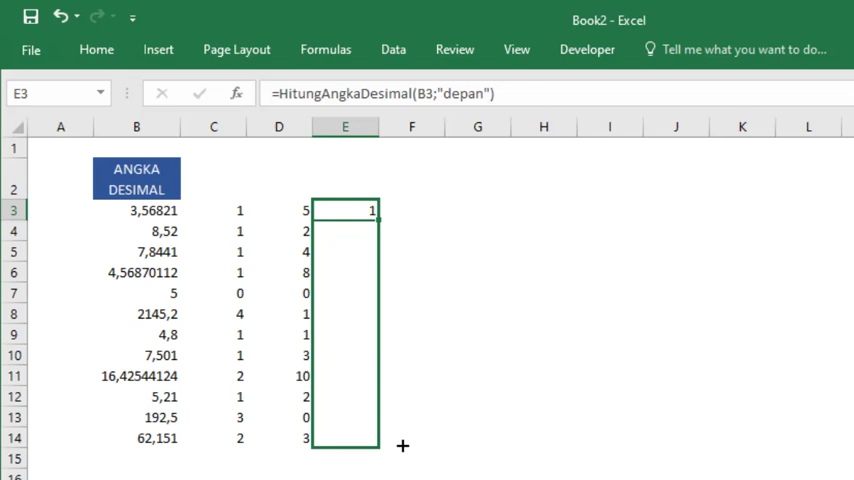 Book2 - Excel
File Home Insert Page Layout Formulas Data Review View Developer Tell me what you want to do...
E3 fx =HitungAngkaDesimal(B3;"depan")
A B C D E F G H I J K L
1
2 ANGKA DESIMAL
3 3,56821 1 5 1
4 8,52 1 2
5 7,8441 1 4
6 4,56870112 1 8
7 5 0 0
8 2145,2 4 1
9 4,8 1 1
10 7,501 1 3
11 16,42544124 2 10
12 5,21 1 2
13 192,5 3 0
14 62,151 2 3
15
16